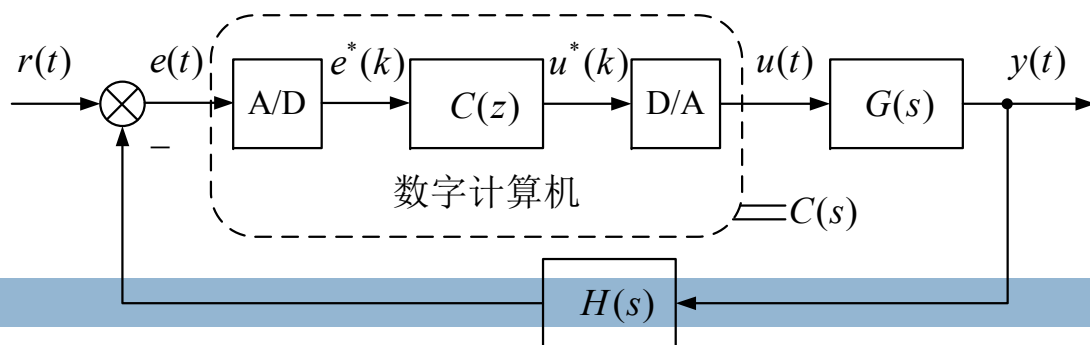 r(t)
e(t)
A/D
e*(k)
C(z)
u*(k)
D/A
u(t)
G(s)
y(t)
−
数字计算机
C(s)
H(s)